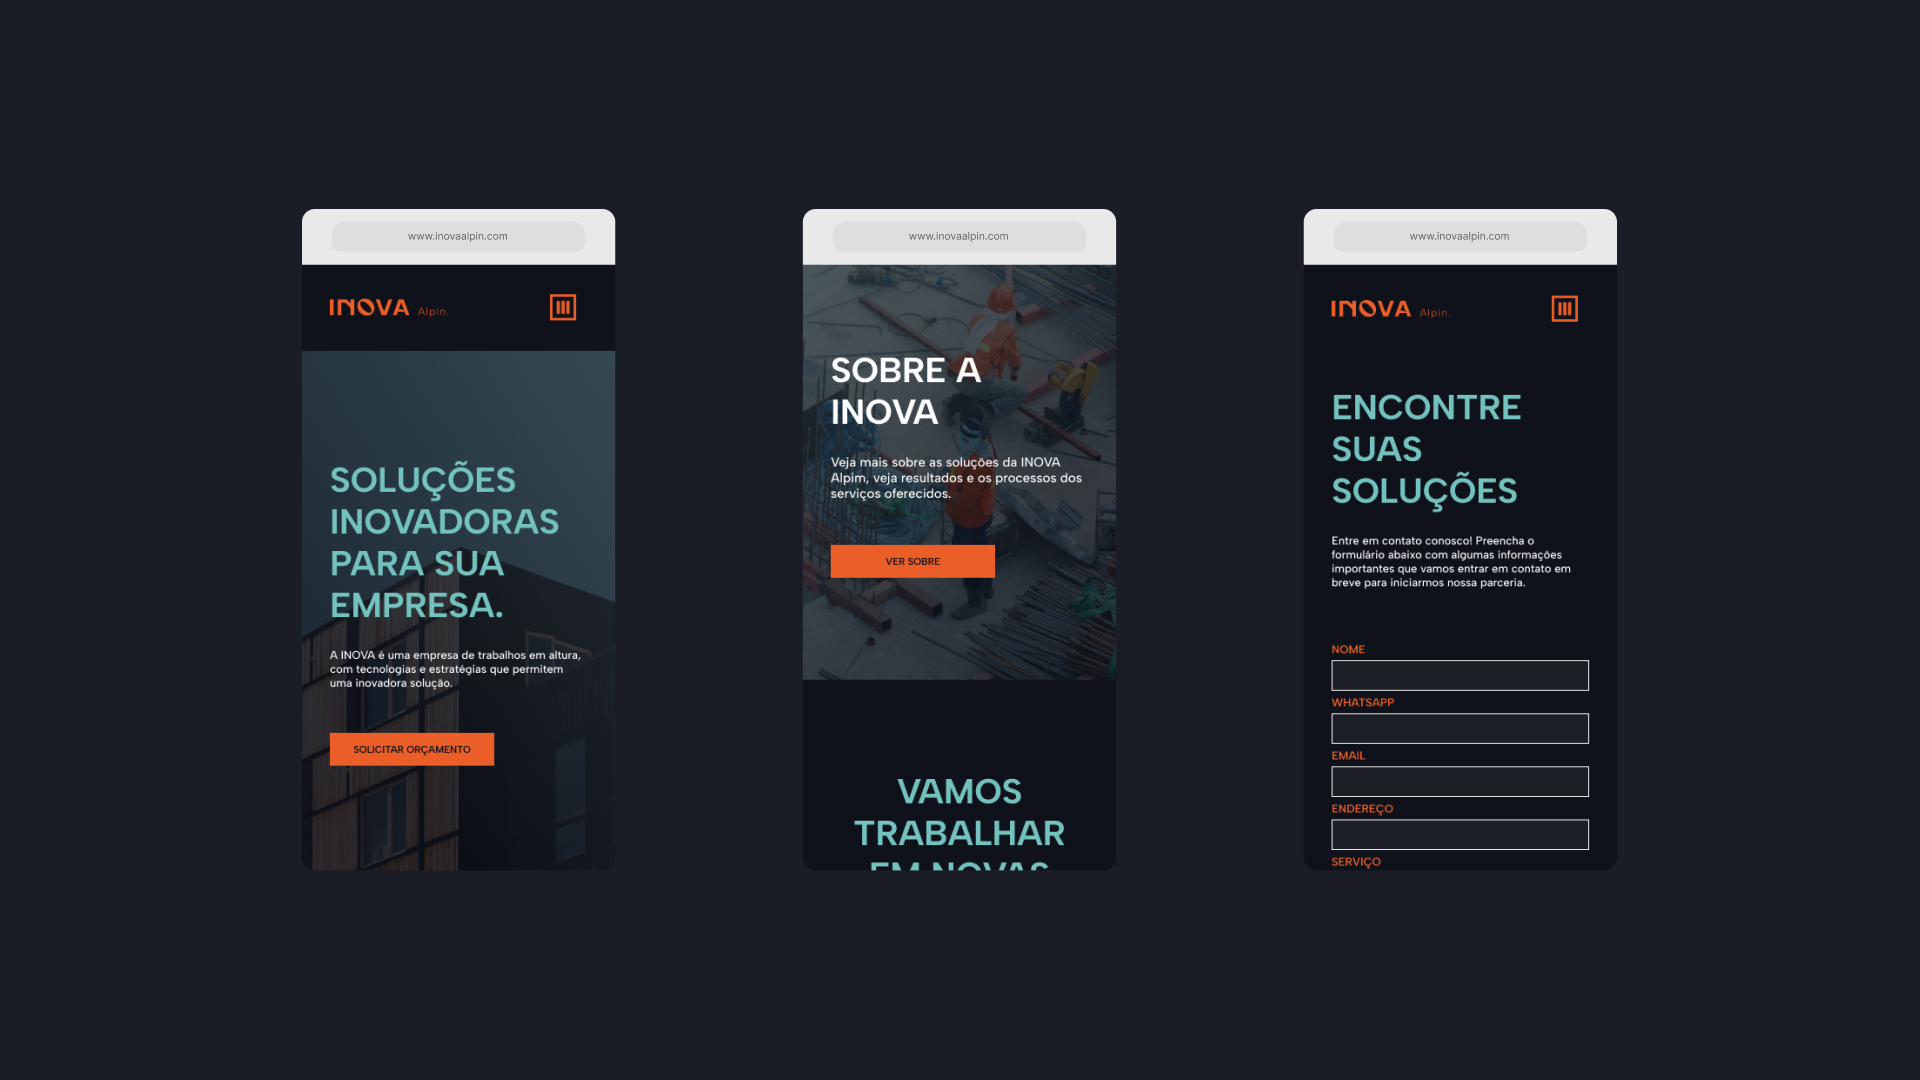 www.inovaalpin.com
INOVA Alpin.
SOLUÇÕES
INOVADORAS
PARA SUA
EMPRESA.
A INOVA é uma empresa de trabalhos em altura,
com tecnologias e estratégias que permitem
uma inovadora solução.
SOLICITAR ORÇAMENTO
www.inovaalpin.com
SOBRE A
INOVA
Veja mais sobre as soluções da INOVA
Alpim, veja resultados e os processos dos
serviços oferecidos.
VER SOBRE
VAMOS
TRABALHAR
EM NOVAS
www.inovaalpin.com
INOVA Alpin.
ENCONTRE
SUAS
SOLUÇÕES
Entre em contato conosco! Preencha o
formulário abaixo com algumas informações
importantes que vamos entrar em contato em
breve para iniciarmos nossa parceria.
NOME
WHATSAPP
EMAIL
ENDEREÇO
SERVIÇO